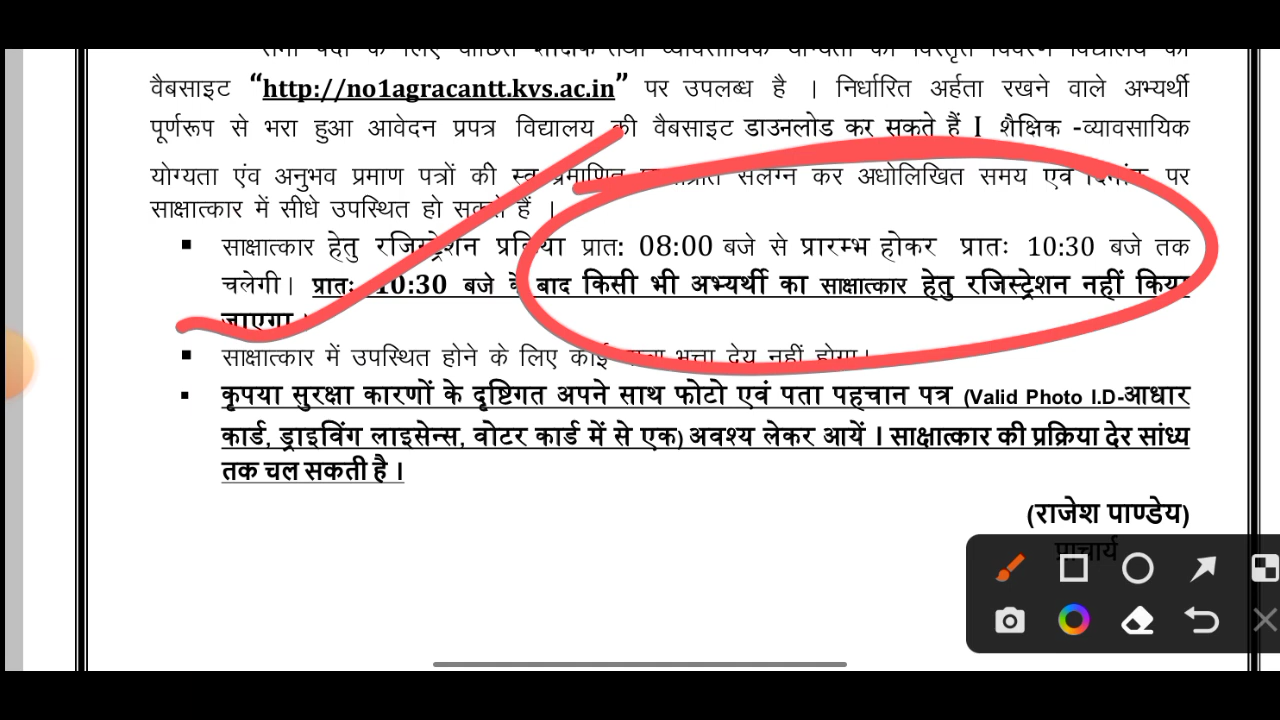 वैबसाइट “http://no1agracantt.kvs.ac.in” पर उपलब्ध है । निर्धारित अर्हता रखने वाले अभ्यर्थी
पूर्णरूप से भरा हुआ आवेदन प्रपत्र विद्यालय की वैबसाइट डाउनलोड कर सकते हैं I शैक्षिक -व्यावसायिक
योग्यता एंव अनुभव प्रमाण पत्रों की स्व प्रमाणित संलग्न कर अधोलिखित समय एवं दिनांक पर
साक्षात्कार में सीधे उपस्थित हो सकते हैं ।
▪ साक्षात्कार हेतु रजिस्ट्रेशन प्रक्रिया प्रात: 08:00 बजे से प्रारम्भ होकर प्रातः 10:30 बजे तक
चलेगी। प्रातः 10:30 बजे के बाद किसी भी अभ्यर्थी का साक्षात्कार हेतु रजिस्ट्रेशन नहीं किया
जाएगा ।
▪ साक्षात्कार में उपस्थित होने के लिए कोई भत्ता देय नहीं होगा।
▪ कृपया सुरक्षा कारणों के दृष्टिगत अपने साथ फोटो एवं पता पहचान पत्र (Valid Photo I.D-आधार
कार्ड, ड्राइविंग लाइसेन्स, वोटर कार्ड में से एक) अवश्य लेकर आयें । साक्षात्कार की प्रक्रिया देर सांध्य
तक चल सकती है ।
(राजेश पाण्डेय)
प्राचार्य